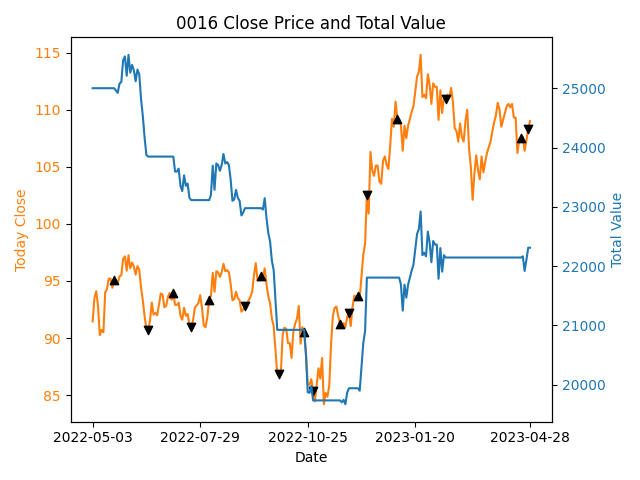 0016 Close Price and Total Value
115
110
105
100
95
90
85
Today Close
25000
24000
23000
22000
21000
20000
Total Value
2022-05-03 2022-07-29 2022-10-25 2023-01-20 2023-04-28
Date